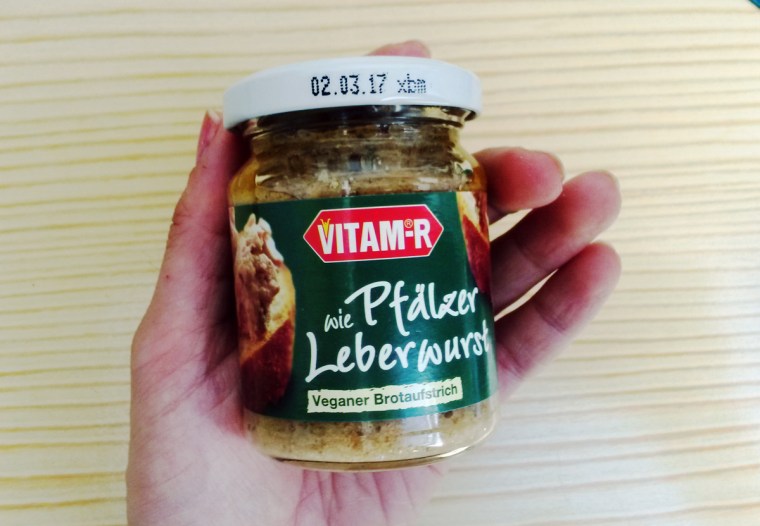 02.03.17 xbm
VITAM®-R
wie Pfälzer
Leberwurst
Veganer Brotaufstrich